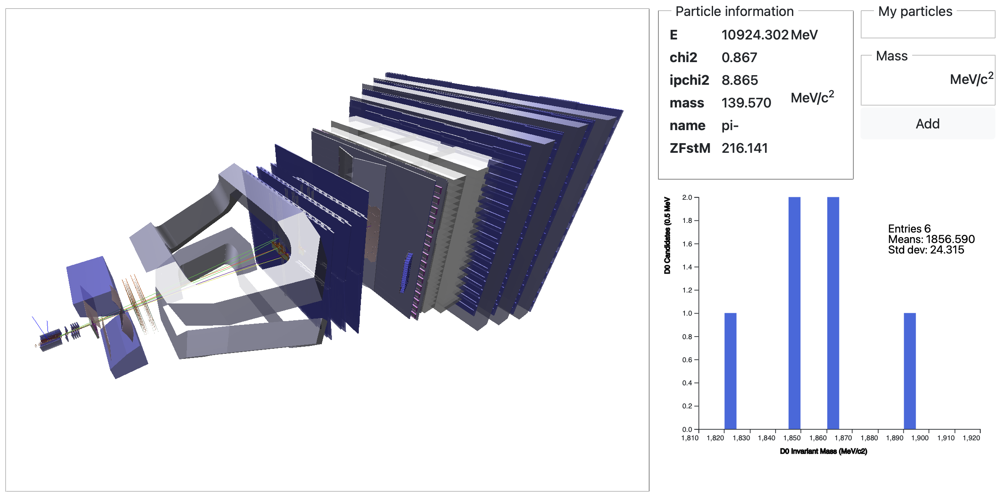 Particle information
E 10924.302 MeV
chi2 0.867
ipchi2 8.865
mass 139.570 MeV/c²
name pi-
ZFstM 216.141
My particles
Mass
MeV/c²
Add
D0 Candidates (0.5 MeV
2.0
1.8
1.6
1.4
1.2
1.0
0.8
0.6
0.4
0.2
0.0
Entries 6
Means: 1856.590
Std dev: 24.315
1,810 1,820 1,830 1,840 1,850 1,860 1,870 1,880 1,890 1,900 1,910 1,920
D0 Invariant Mass (MeV/c2)